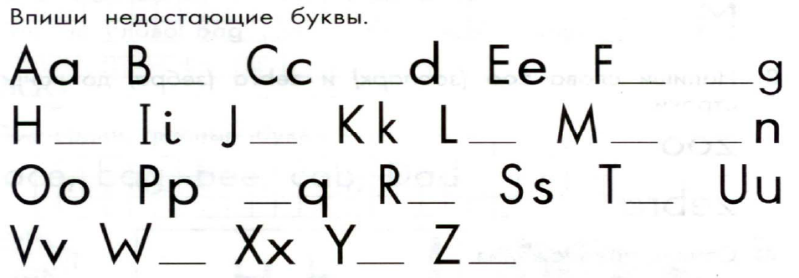 Впиши недостающие буквы.
Aa B_ Cc _d Ee F_ _g
H_ Ii J_ Kk L_ M_ _n
Oo Pp _q R_ Ss T_ Uu
Vv W_ Xx Y_ Z_